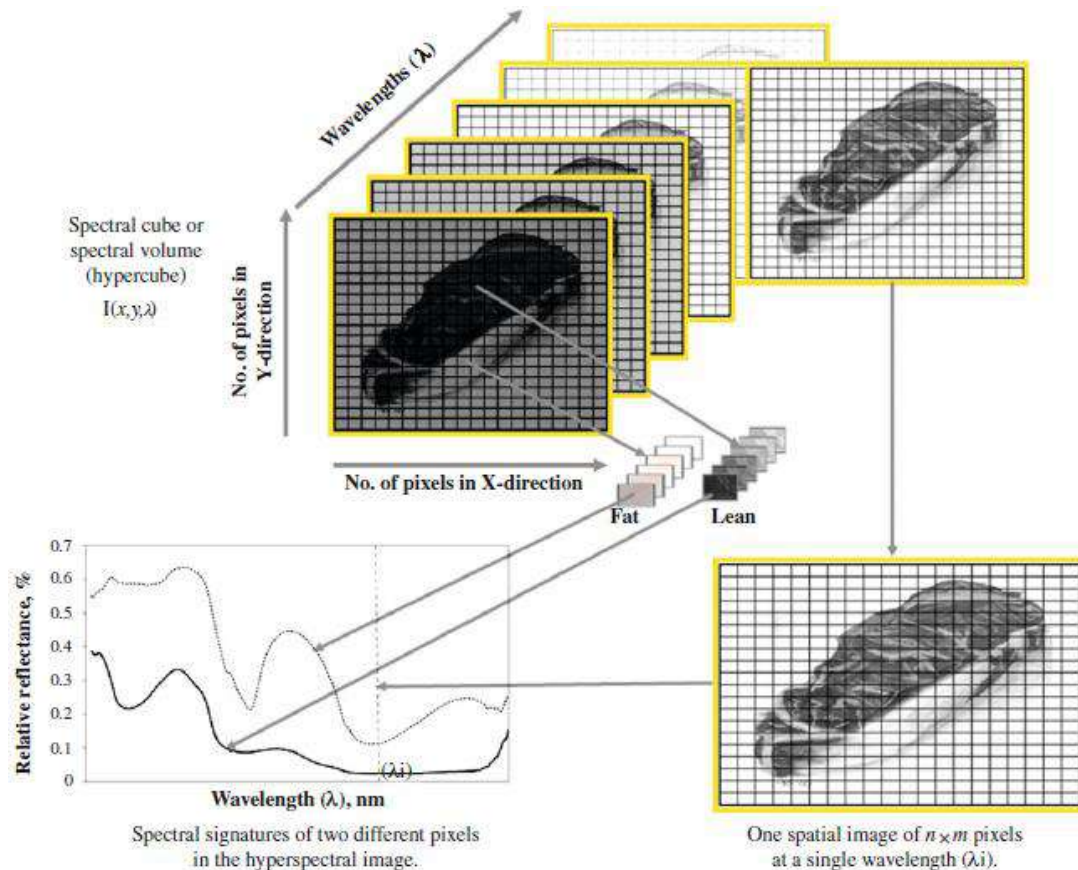 Wavelengths (λ)
Spectral cube or
spectral volume
(hypercube)
I(x,y,λ)
No. of pixels in
Y-direction
No. of pixels in X-direction
Fat
Lean
0.7
0.6
0.5
0.4
0.3
0.2
0.1
0
Relative reflectance, %
(λi)
Wavelength (λ), nm
Spectral signatures of two different pixels
in the hyperspectral image.
One spatial image of n×m pixels
at a single wavelength (λi).